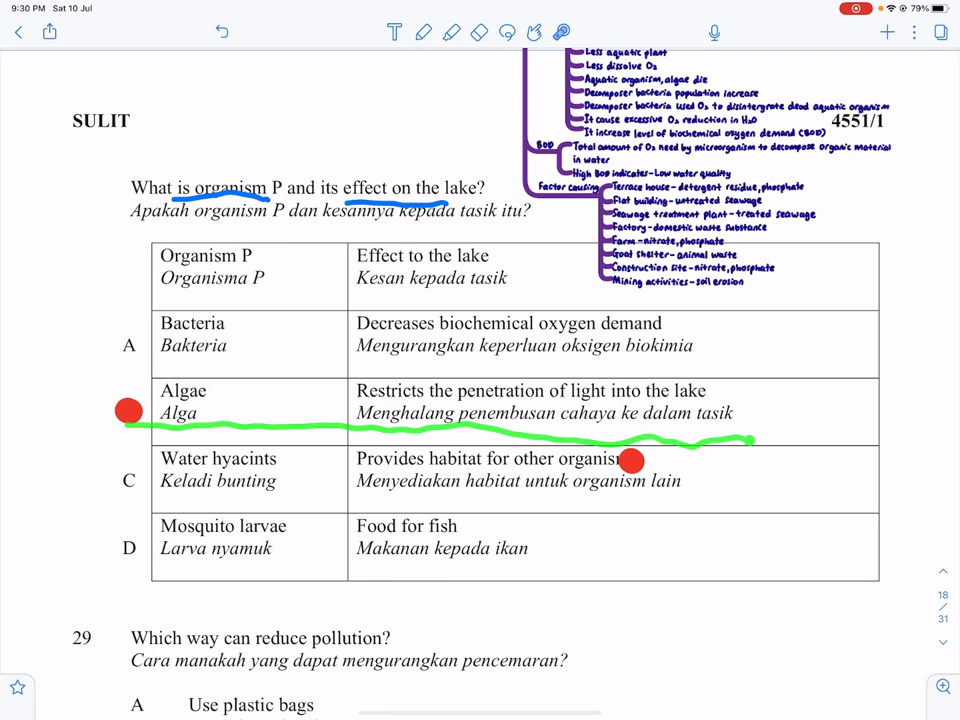 9:30 PM Sat 10 Jul
79%
Less aquatic plant
Less dissolve O₂
Aquatic organism, algae die
Decomposer bacteria population increase
Decomposer bacteria used O₂ to disintergrate dead aquatic organism
It cause excessive O₂ reduction in H₂O
It increase level of biochemical oxygen demand (BOD)
BOD
Total amount of O₂ need by microorganism to decompose organic material
in water
High BOD indicates-Low water quality
Factor causing
Terrace house-detergent residue, phosphate
Flat building-untreated seawage
Seawage treatment plant-treated seawage
Factory-domestic waste substance
Farm-nitrate, phosphate
Goat shelter-animal waste
Construction site-nitrate, phosphate
Mining activities-soil erosion
SULIT
4551/1
What is organism P and its effect on the lake?
Apakah organism P dan kesannya kepada tasik itu?
Organism P
Organisma P
Effect to the lake
Kesan kepada tasik
A
Bacteria
Bakteria
Decreases biochemical oxygen demand
Mengurangkan keperluan oksigen biokimia
Algae
Alga
Restricts the penetration of light into the lake
Menghalang penembusan cahaya ke dalam tasik
C
Water hyacints
Keladi bunting
Provides habitat for other
Menyediakan habitat untuk organism lain
D
Mosquito larvae
Larva nyamuk
Food for fish
Makanan kepada ikan
29
Which way can reduce pollution?
Cara manakah yang dapat mengurangkan pencemaran?
A
Use plastic bags
18
/
31